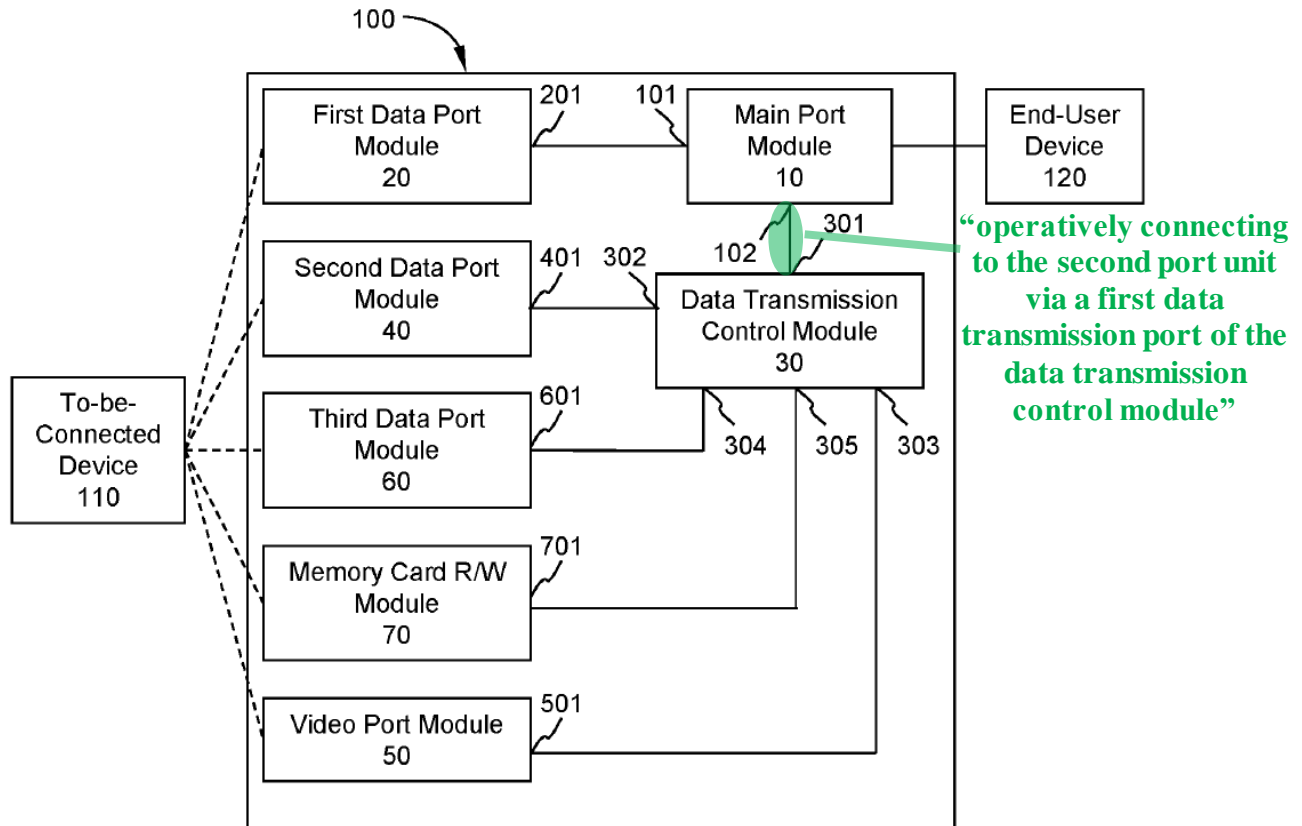 100
First Data Port
Module
20
201
101
Main Port
Module
10
End-User
Device
120
102
301
“operatively connecting
to the second port unit
via a first data
transmission port of the
data transmission
control module”
Second Data Port
Module
40
401
302
Data Transmission
Control Module
30
To-be-
Connected
Device
110
Third Data Port
Module
60
601
304
305
303
Memory Card R/W
Module
70
701
Video Port Module
50
501